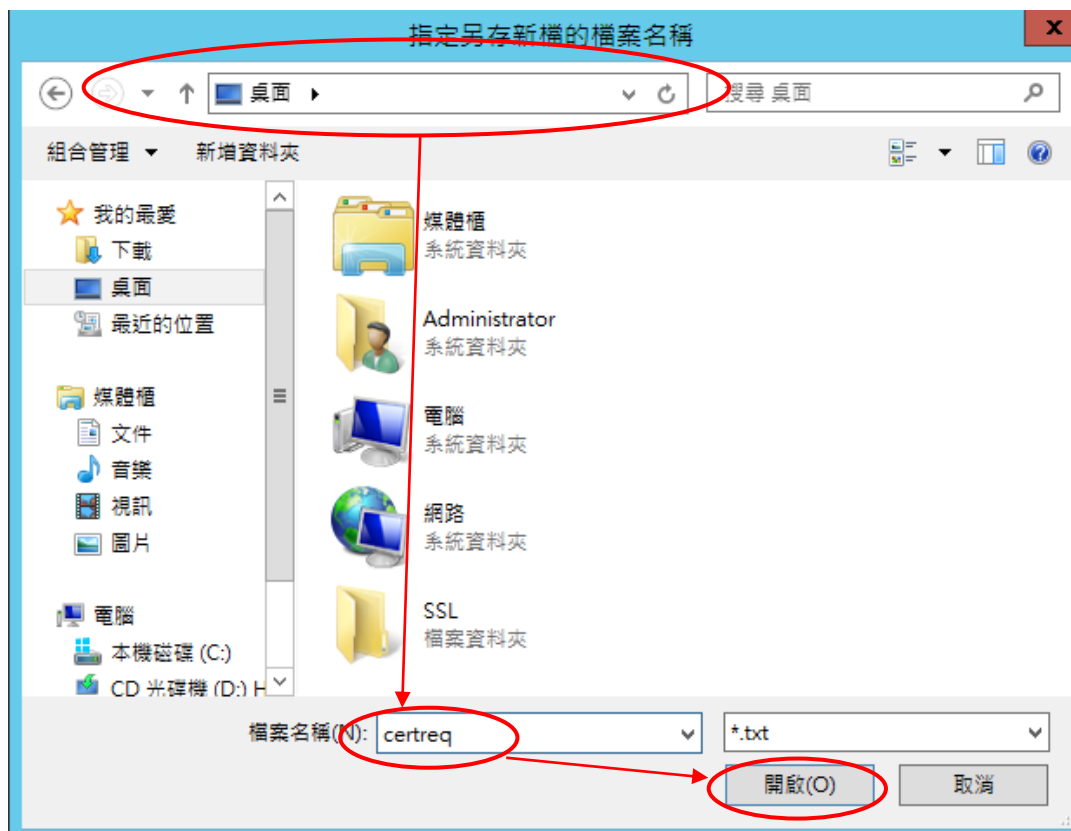 指定另存新檔的檔案名稱
x
桌面
搜尋 桌面
組合管理
新增資料夾
我的最愛
下載
桌面
最近的位置
媒體櫃
文件
音樂
視訊
圖片
電腦
本機磁碟 (C:)
CD 光碟機 (D:) H
媒體櫃
系統資料夾
Administrator
系統資料夾
電腦
系統資料夾
網路
系統資料夾
SSL
檔案資料夾
檔案名稱(N): certreq
*.txt
開啟(O)
取消